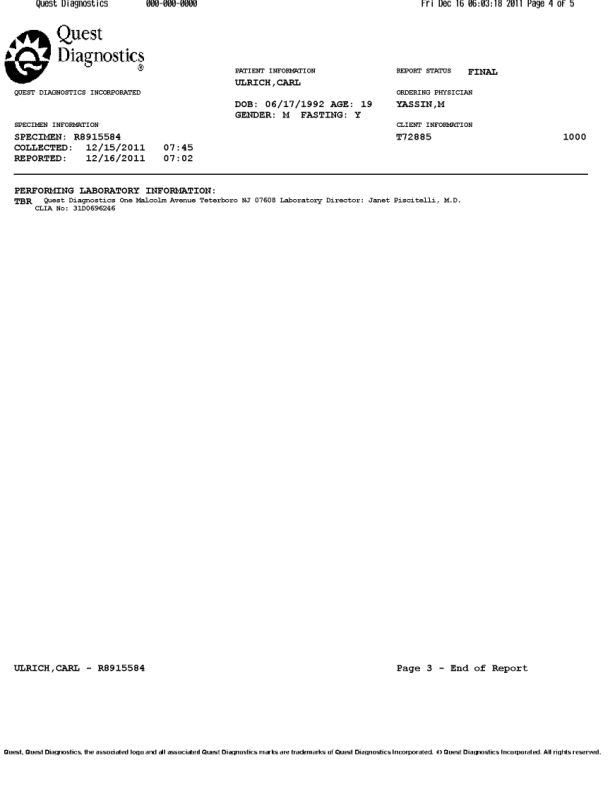 Quest Diagnostics 000-000-0000 Fri Dec 16 06:03:18 2011 Page 4 of 5
Quest
Diagnostics
®
PATIENT INFORMATION REPORT STATUS FINAL
ULRICH,CARL
QUEST DIAGNOSTICS INCORPORATED ORDERING PHYSICIAN
DOB: 06/17/1992 AGE: 19 YASSIN,M
GENDER: M FASTING: Y
SPECIMEN INFORMATION CLIENT INFORMATION
SPECIMEN: R8915584 T72885 1000
COLLECTED: 12/15/2011 07:45
REPORTED: 12/16/2011 07:02
PERFORMING LABORATORY INFORMATION:
TBR Quest Diagnostics One Malcolm Avenue Teterboro NJ 07608 Laboratory Director: Janet Piscitelli, M.D.
CLIA No: 31D0696246
ULRICH,CARL - R8915584 Page 3 - End of Report
Quest, Quest Diagnostics, the associated logo and all associated Quest Diagnostics marks are trademarks of Quest Diagnostics Incorporated. © Quest Diagnostics Incorporated. All rights reserved.